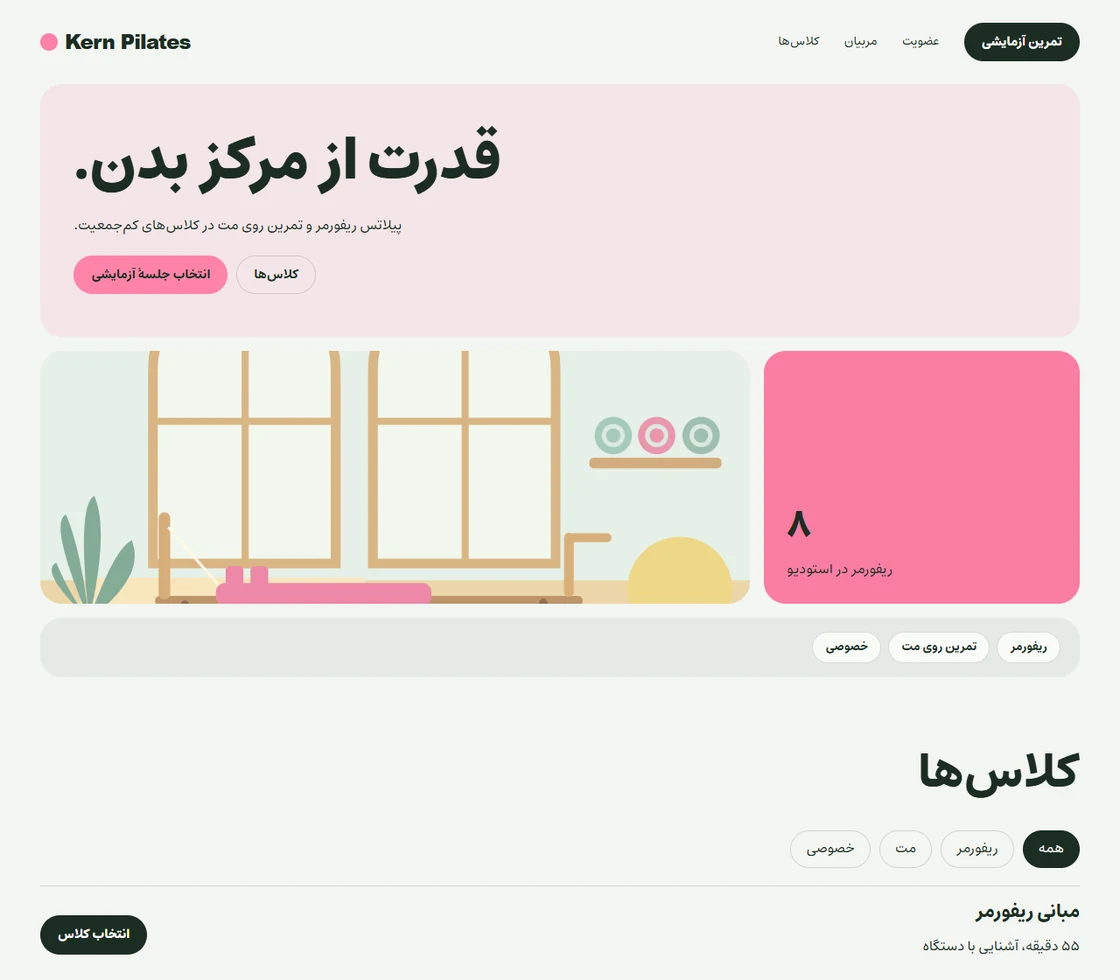 Kern Pilates
کلاس‌ها
مربیان
عضویت
تمرین آزمایشی
قدرت از مرکز بدن.
پیلاتس ریفورمر و تمرین روی مت در کلاس‌های کم‌جمعیت.
کلاس‌ها
انتخاب جلسهٔ آزمایشی
۸
ریفورمر در استودیو
ریفورمر
تمرین روی مت
خصوصی
کلاس‌ها
همه
ریفورمر
مت
خصوصی
مبانی ریفورمر
۵۵ دقیقه، آشنایی با دستگاه
انتخاب کلاس